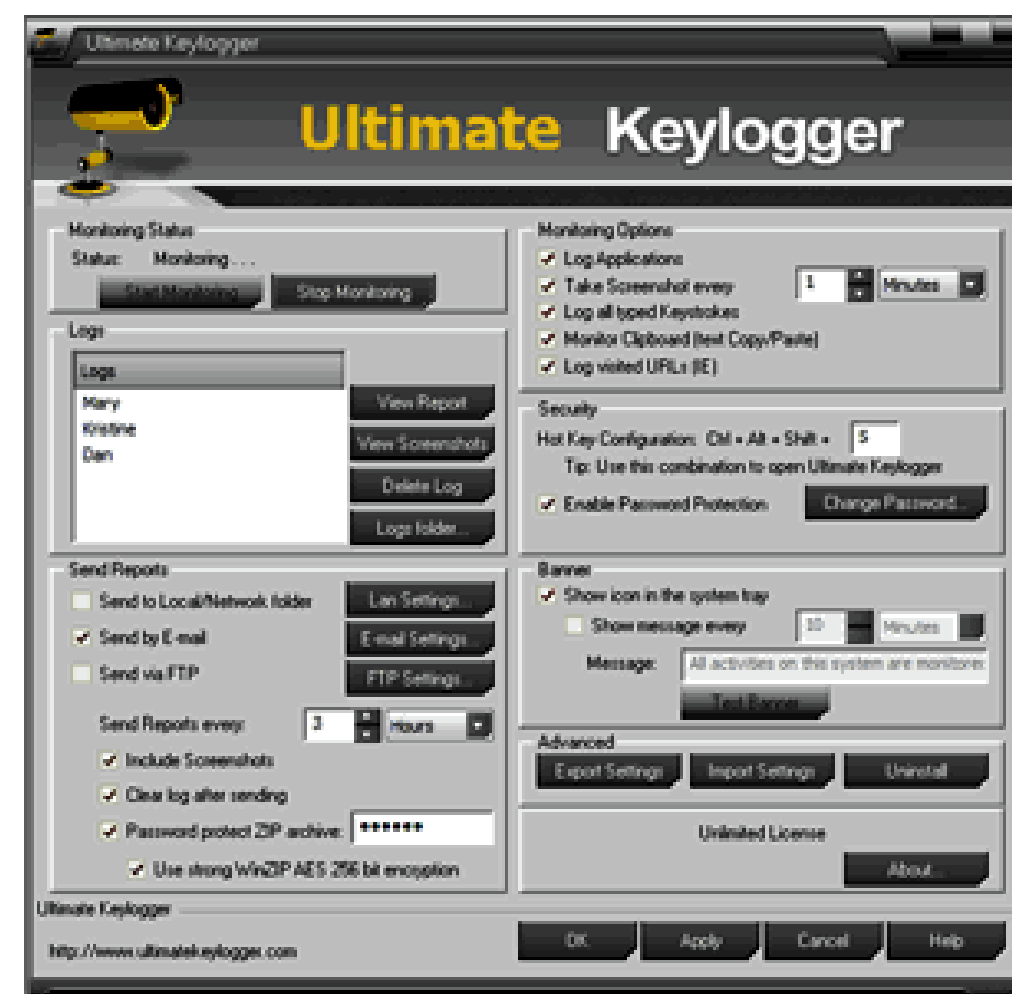 Ultimate Keylogger
Ultimate Keylogger
Monitoring Status
Status: Monitoring . . .
Start Monitoring
Stop Monitoring
Logs
Logs
Mary
Kristine
Dan
View Report
View Screenshots
Delete Log
Logs folder...
Send Reports
Send to Local/Network folder
Lan Settings...
Send by E-mail
E-mail Settings...
Send via FTP
FTP Settings...
Send Reports every: 3 Hours
Include Screenshots
Clear log after sending
Password protect ZIP archive: ******
Use strong WinZIP AES 256 bit encryption
Monitoring Options
Log Applications
Take Screenshot every 1 Minutes
Log all typed Keystrokes
Monitor Clipboard (text Copy/Paste)
Log visited URLs (IE)
Security
Hot Key Configuration: Ctrl + Alt + Shift + S
Tip: Use this combination to open Ultimate Keylogger
Enable Password Protection
Change Password...
Banner
Show icon in the system tray
Show message every 10 Minutes
Message: All activities on this system are monitored
Test Banner
Advanced
Export Settings
Import Settings
Uninstall
Unlimited License
About...
Ultimate Keylogger
http://www.ultimatekeylogger.com
OK
Apply
Cancel
Help